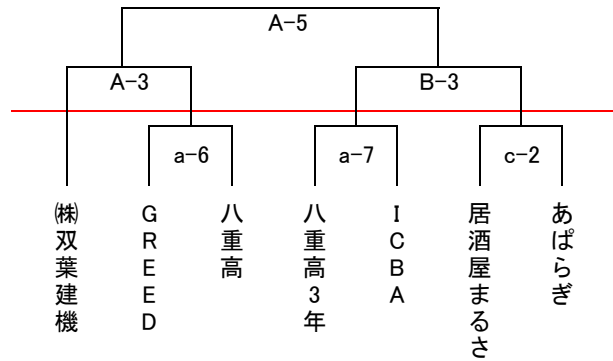 A-5
A-3
B-3
a-6
a-7
c-2
㈱双葉建機
GREED
八重高
八重高3年
ICBA
居酒屋まるさ
あぱらぎ